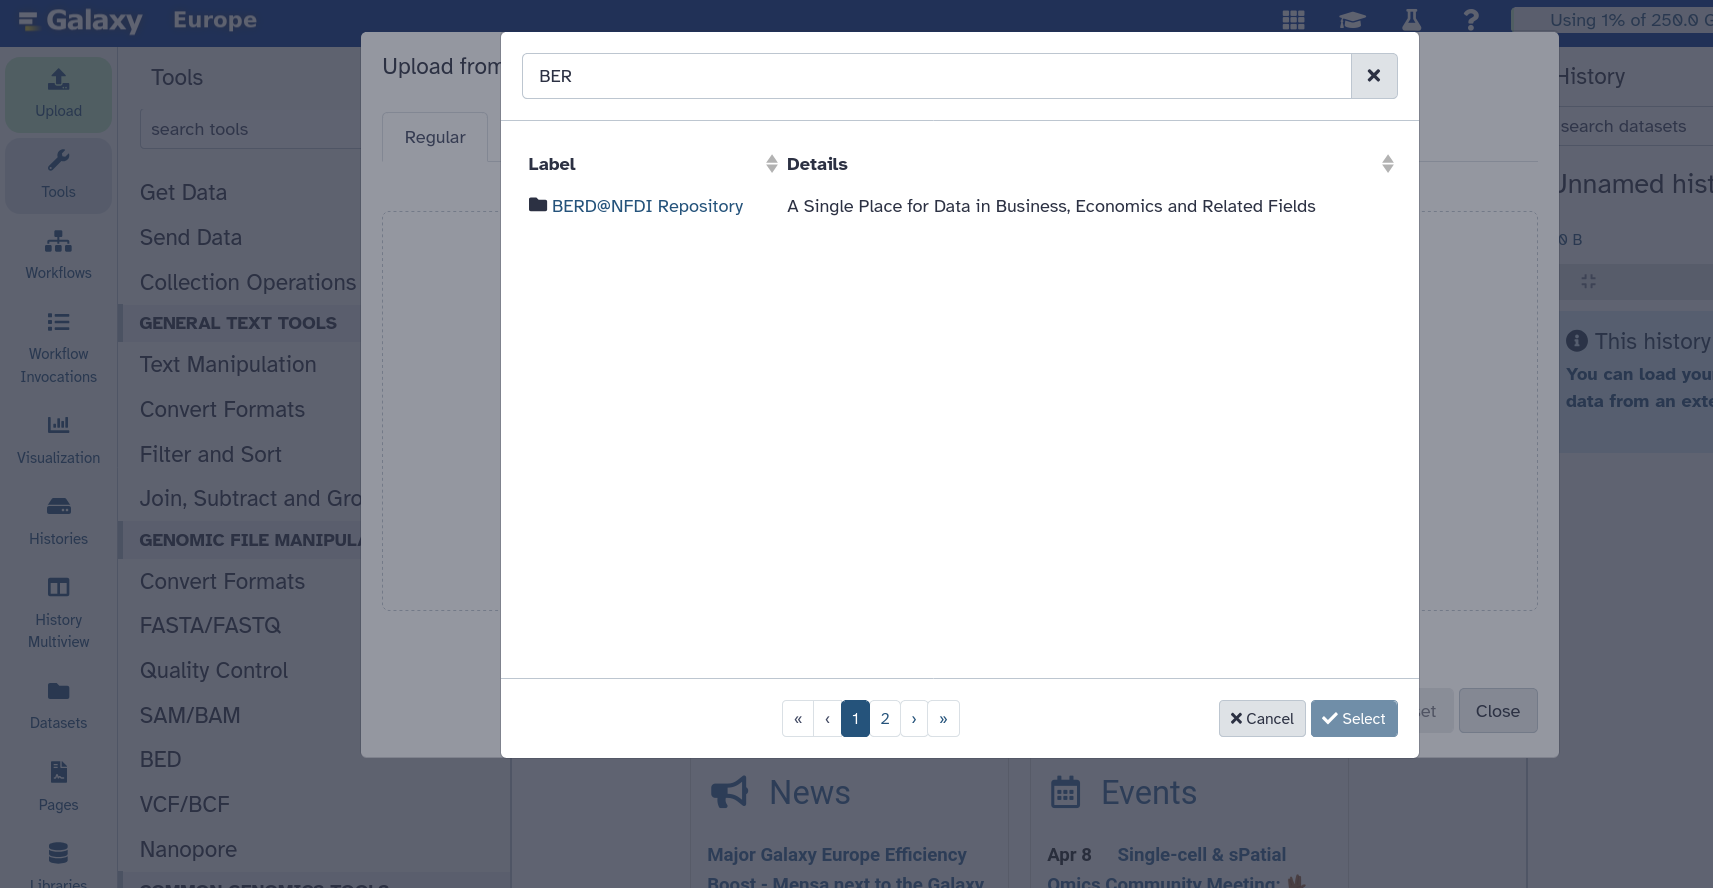 Galaxy Europe
Using 1% of 250.0 G
Upload
Tools
Workflows
Workflow
Invocations
Visualization
Histories
History
Multiview
Datasets
Pages
Libraries
Tools
search tools
Get Data
Send Data
Collection Operations
GENERAL TEXT TOOLS
Text Manipulation
Convert Formats
Filter and Sort
Join, Subtract and Gro
GENOMIC FILE MANIPULA
Convert Formats
FASTA/FASTQ
Quality Control
SAM/BAM
BED
VCF/BCF
Nanopore
COMMON GENOMICS TOOLS
Upload from
Regular
BER
Label Details
BERD@NFDI Repository A Single Place for Data in Business, Economics and Related Fields
« ‹ 1 2 › »
Cancel Select
et Close
News
Major Galaxy Europe Efficiency
Boost - Mensa next to the Galaxy
Events
Apr 8 Single-cell & sPatial
Omics Community Meeting:
History
search datasets
Unnamed hist
0 B
This history
You can load you
data from an exte